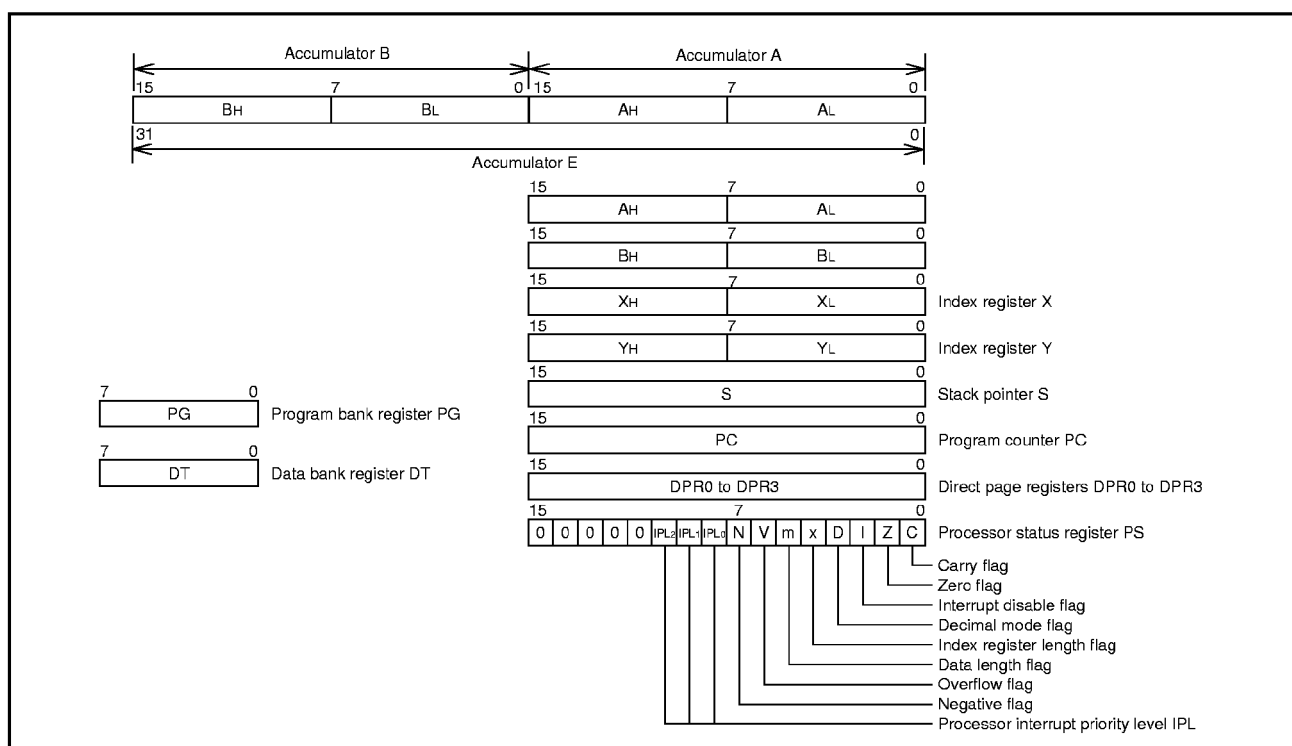 Accumulator B Accumulator A
15 7 0 15 7 0
BH BL AH AL
31 0
Accumulator E
15 7 0
AH AL
15 7 0
BH BL
15 7 0
XH XL Index register X
15 7 0
YH YL Index register Y
15 0
S Stack pointer S
7 0
PG Program bank register PG
15 0
PC Program counter PC
7 0
DT Data bank register DT
15 0
DPR0 to DPR3 Direct page registers DPR0 to DPR3
15 7 0
0 0 0 0 0 IPL2 IPL1 IPL0 N V m x D I Z C Processor status register PS
Carry flag
Zero flag
Interrupt disable flag
Decimal mode flag
Index register length flag
Data length flag
Overflow flag
Negative flag
Processor interrupt priority level IPL